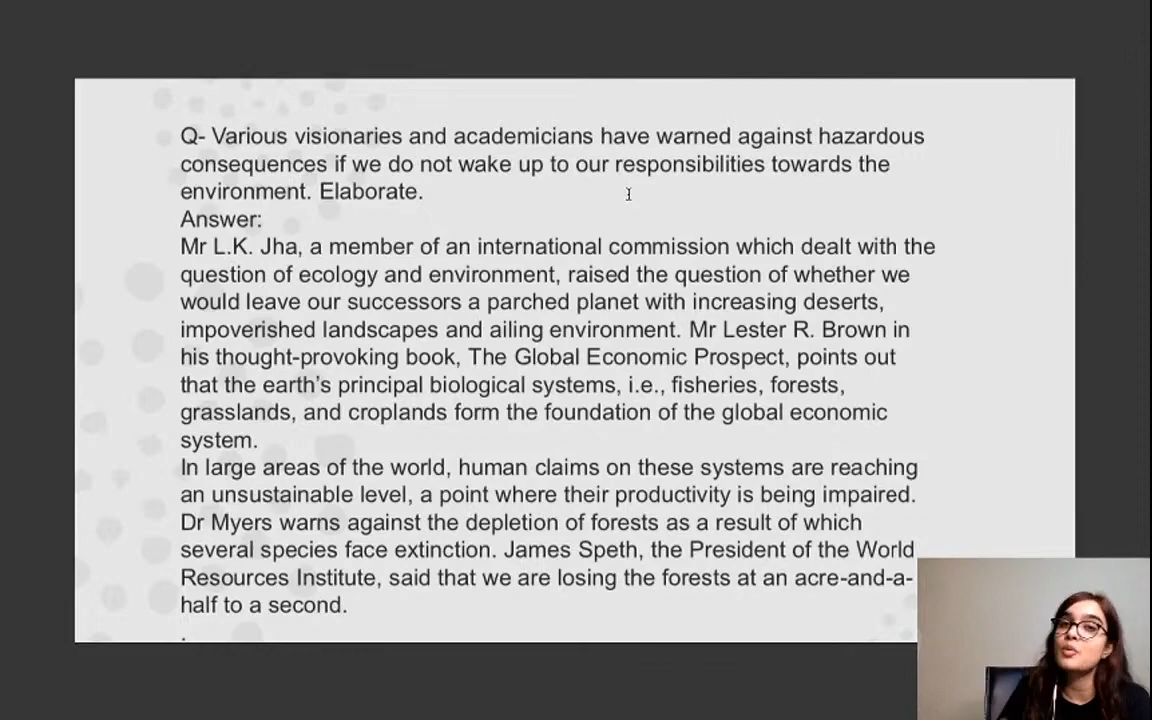 Q- Various visionaries and academicians have warned against hazardous
consequences if we do not wake up to our responsibilities towards the
environment. Elaborate.
Answer:
Mr L.K. Jha, a member of an international commission which dealt with the
question of ecology and environment, raised the question of whether we
would leave our successors a parched planet with increasing deserts,
impoverished landscapes and ailing environment. Mr Lester R. Brown in
his thought-provoking book, The Global Economic Prospect, points out
that the earth's principal biological systems, i.e., fisheries, forests,
grasslands, and croplands form the foundation of the global economic
system.
In large areas of the world, human claims on these systems are reaching
an unsustainable level, a point where their productivity is being impaired.
Dr Myers warns against the depletion of forests as a result of which
several species face extinction. James Speth, the President of the World
Resources Institute, said that we are losing the forests at an acre-and-a-
half to a second.
.